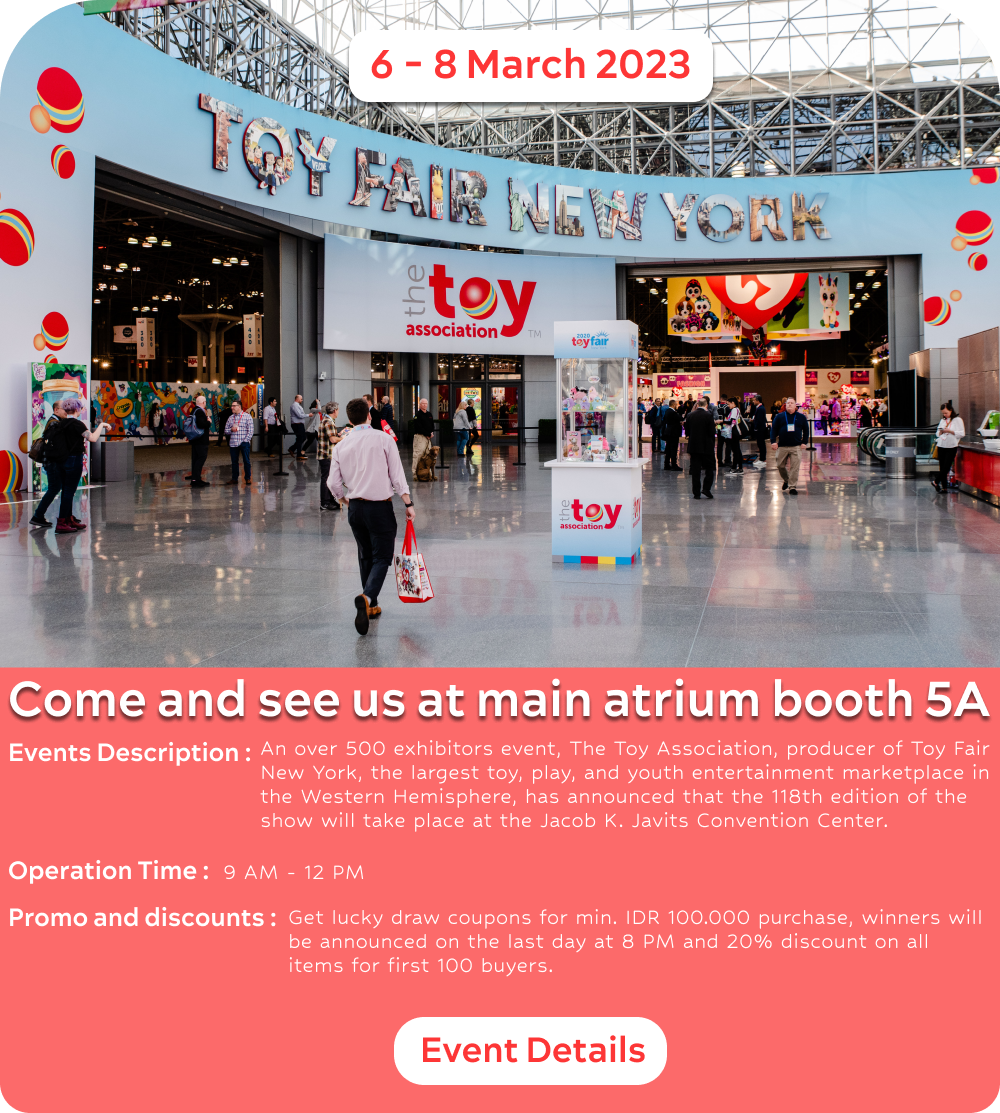 6 - 8 March 2023
TOY FAIR NEW YORK
the toy
association™
2020
toyfair
the toy
association
Come and see us at main atrium booth 5A
Events Description : An over 500 exhibitors event, The Toy Association, producer of Toy Fair
New York, the largest toy, play, and youth entertainment marketplace in
the Western Hemisphere, has announced that the 118th edition of the
show will take place at the Jacob K. Javits Convention Center.
Operation Time : 9 AM - 12 PM
Promo and discounts : Get lucky draw coupons for min. IDR 100.000 purchase, winners will
be announced on the last day at 8 PM and 20% discount on all
items for first 100 buyers.
Event Details